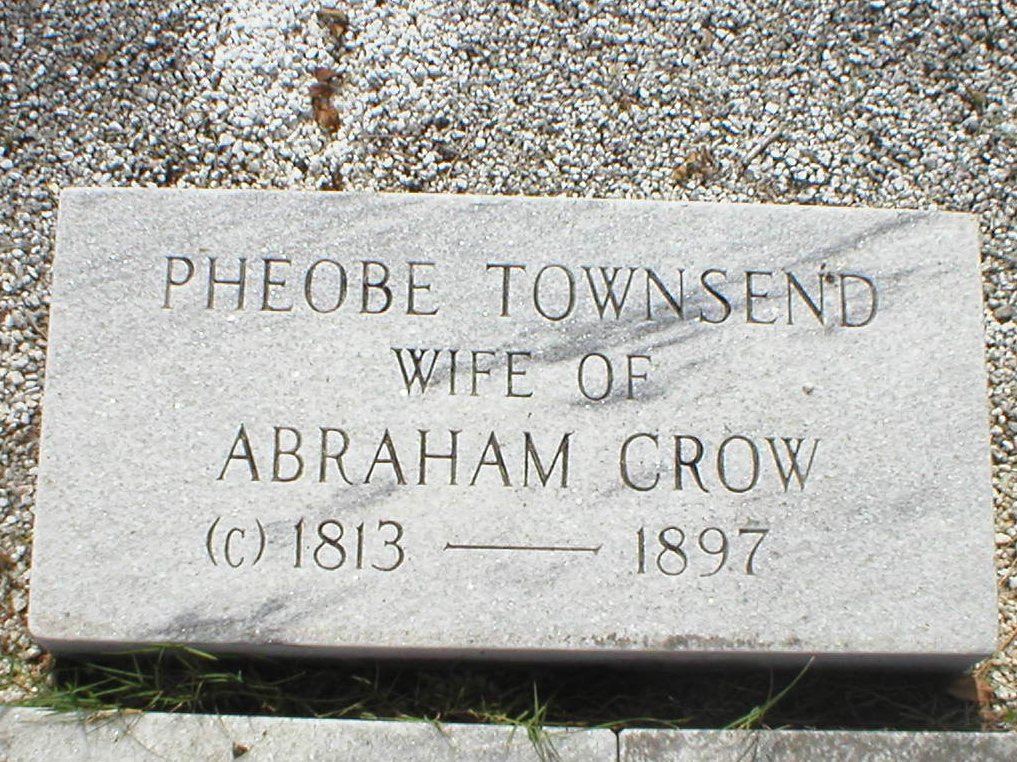 PHEOBE TOWNSEND
WIFE OF
ABRAHAM CROW
(C) 1813 — 1897